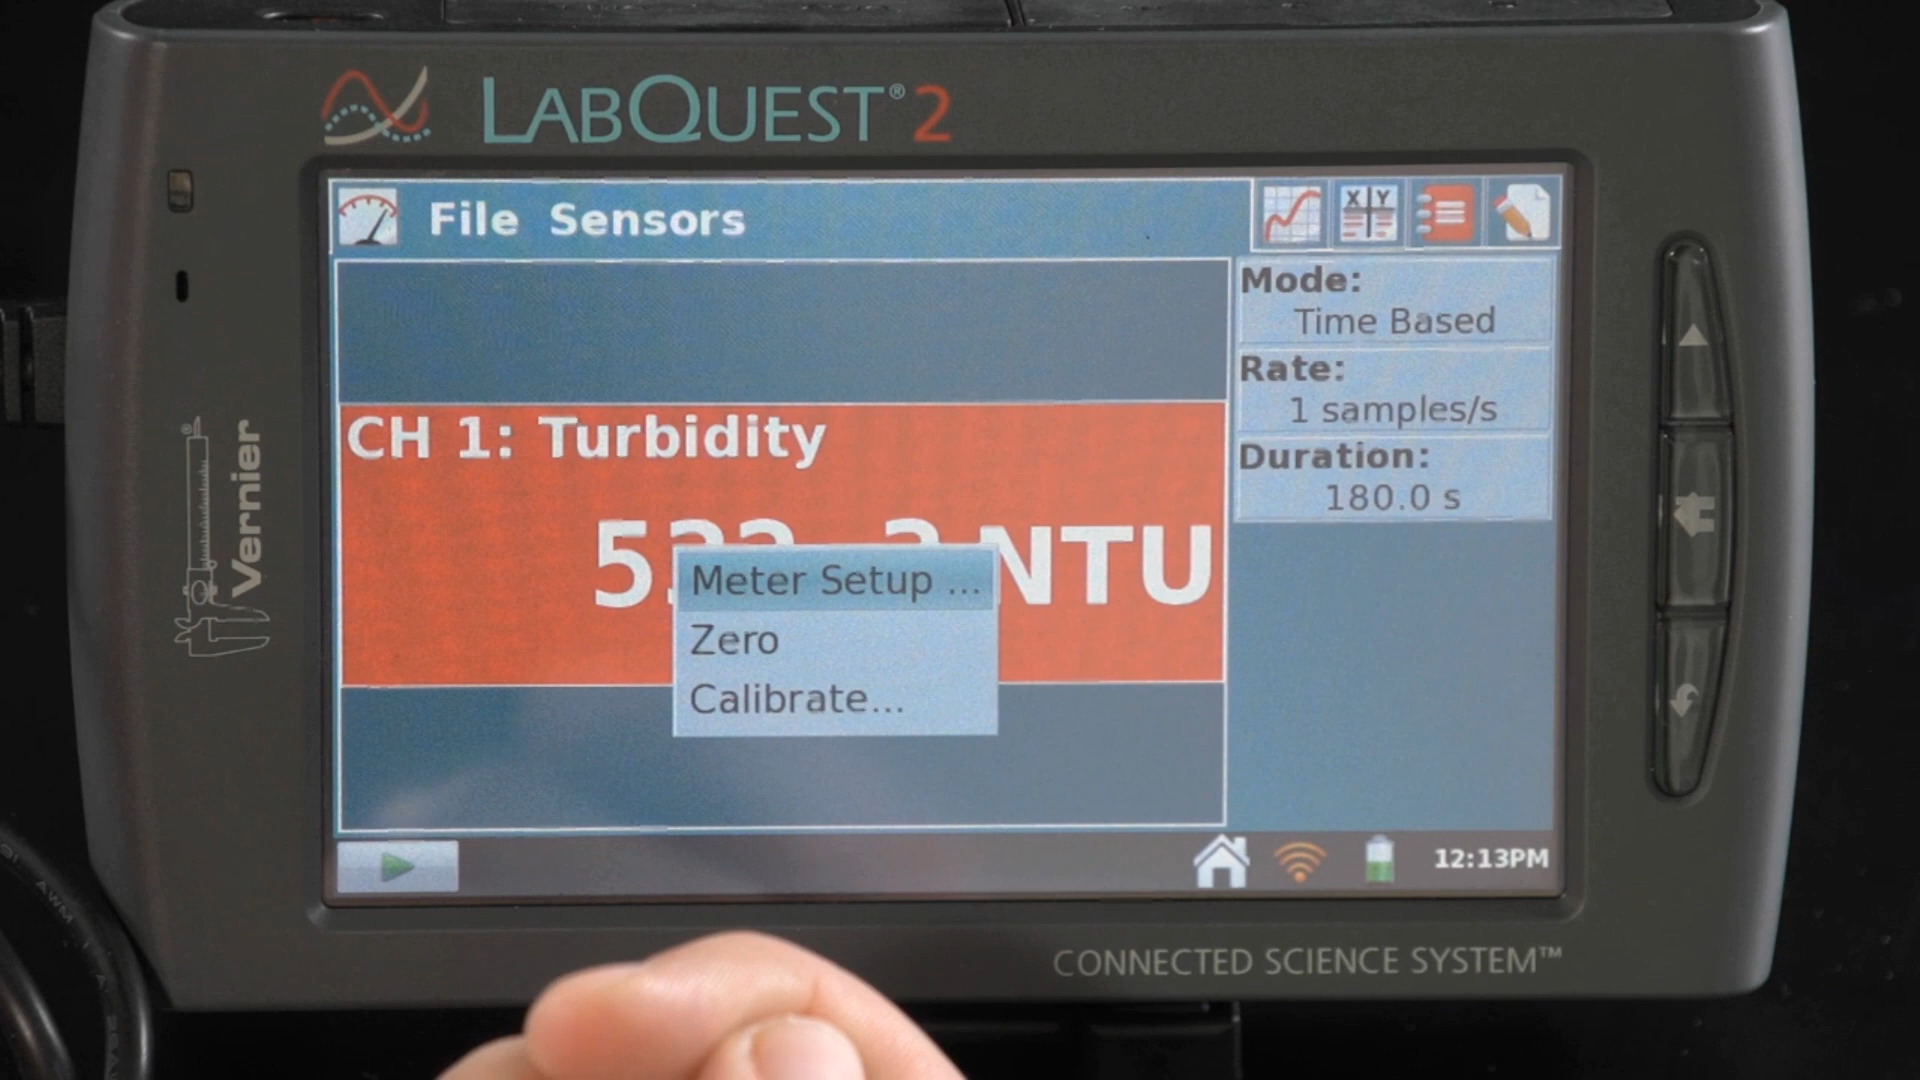 LABQUEST® 2
File Sensors
X Y
Mode:
Time Based
Rate:
1 samples/s
Duration:
180.0 s
CH 1: Turbidity
NTU
Meter Setup ...
Zero
Calibrate...
12:13PM
Vernier
®
CONNECTED SCIENCE SYSTEM™
AWM